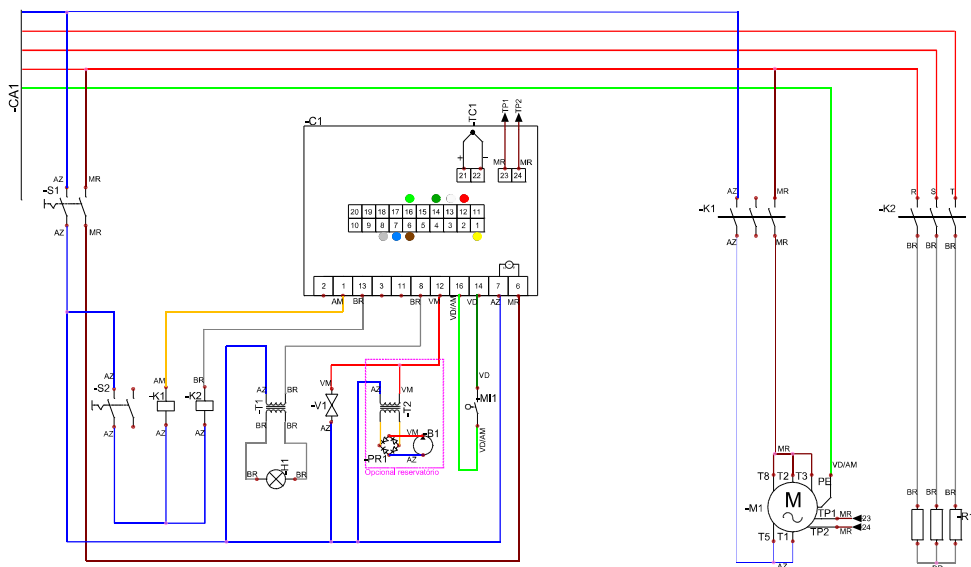 -CA1
-C1
-TC1
TP1
TP2
+
-
MR
MR
21 22
23 24
AZ
MR
-S1
AZ
MR
20 19 18 17 16 15 14 13 12 11
10 9 8 7 6 5 4 3 2 1
2 1 13 3 11 8 12 16 14 7 6
AM
BR
BR
VM
VD/AM
VD
AZ
MR
AZ
MR
-K1
AZ
MR
R
S
T
-K2
BR
BR
BR
AZ
-S2
AZ
AM
-K1
AZ
BR
-K2
AZ
AZ
BR
-T1
BR
BR
BR
-H1
BR
VM
-V1
AZ
AZ
VM
-T2
VM
-B1
AZ
-PR1
Opcional reservatório
VD
-MI1
VD/AM
MR
VD/AM
T8
T2
T3
PE
M
-M1
TP1
MR
23
TP2
MR
24
T5
T1
AZ
BR
BR
BR
-R1
BR